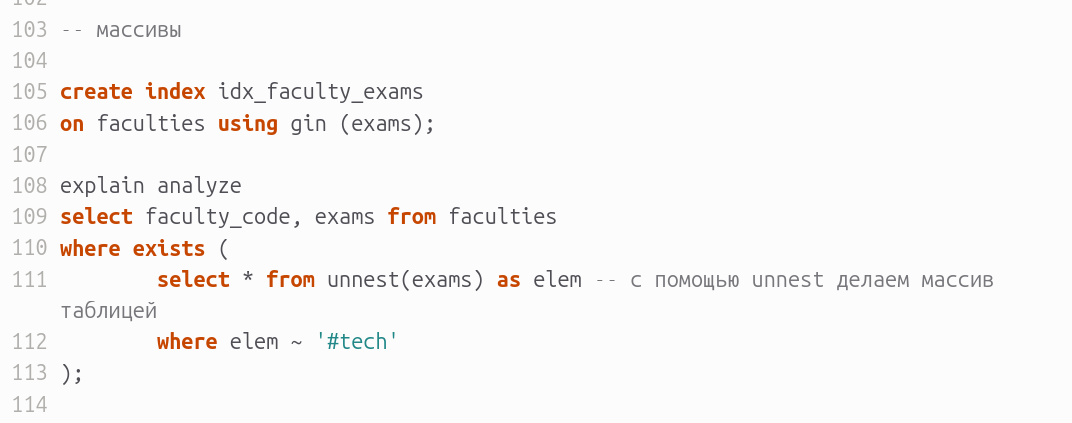 103 -- массивы
104
105 create index idx_faculty_exams
106 on faculties using gin (exams);
107
108 explain analyze
109 select faculty_code, exams from faculties
110 where exists (
111 select * from unnest(exams) as elem -- с помощью unnest делаем массив
таблицей
112 where elem ~ '#tech'
113 );
114